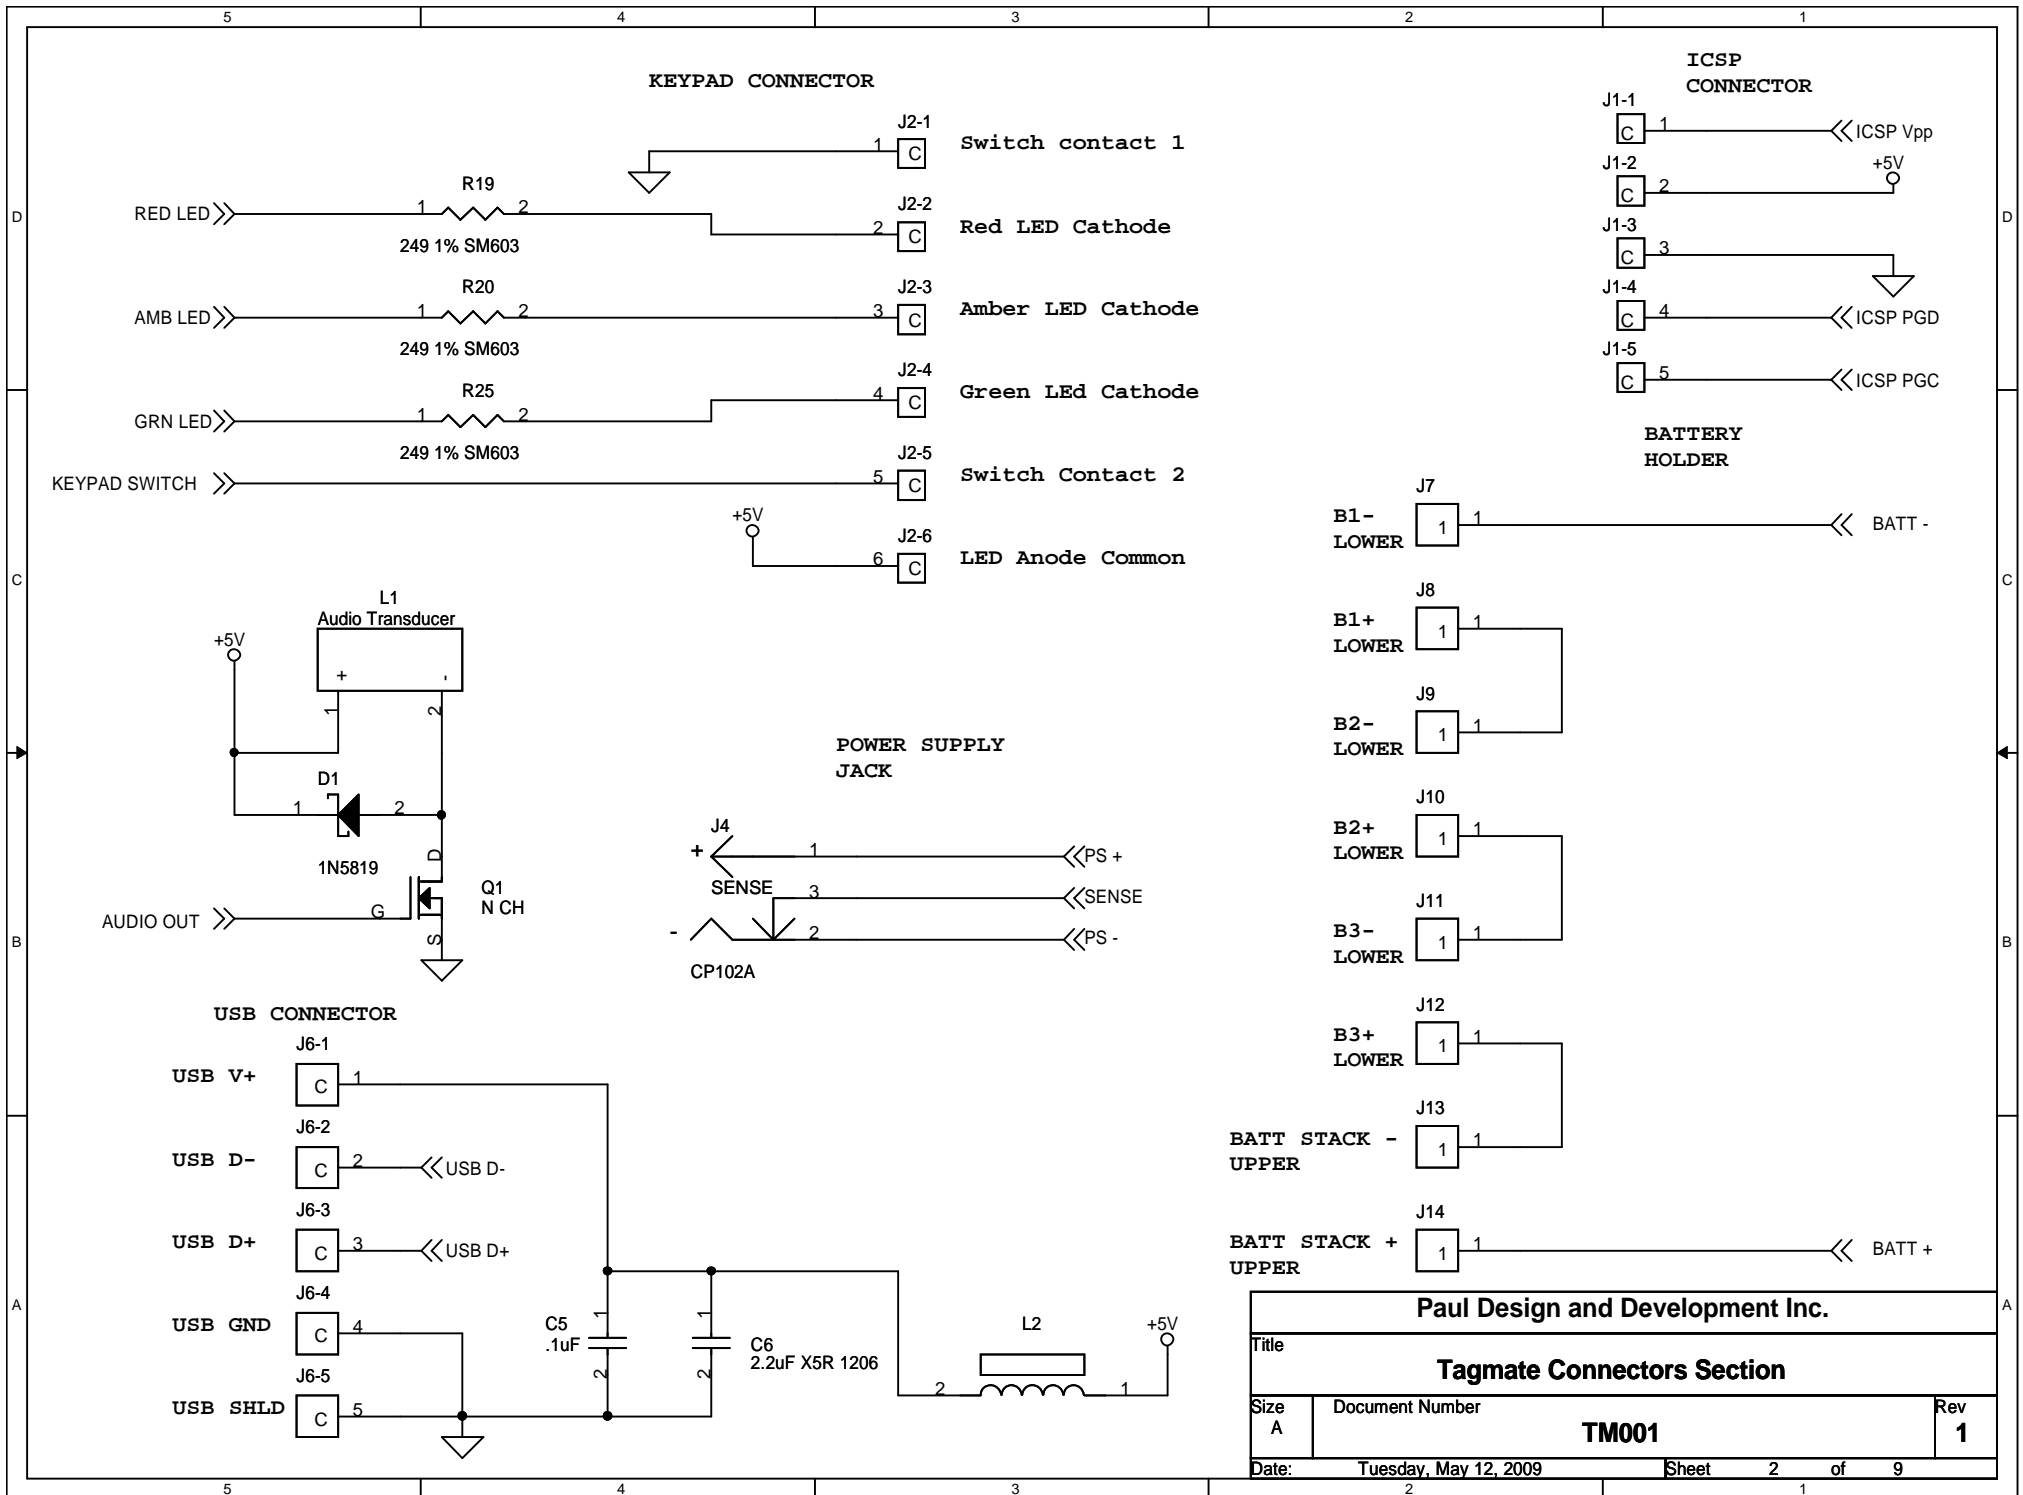 5 4 3 2 1
KEYPAD CONNECTOR
J2-1
1 C Switch contact 1
R19
RED LED 1 2
249 1% SM603
J2-2
2 C Red LED Cathode
R20
AMB LED 1 2
249 1% SM603
J2-3
3 C Amber LED Cathode
R25
GRN LED 1 2
249 1% SM603
J2-4
4 C Green LEd Cathode
J2-5
KEYPAD SWITCH 5 C Switch Contact 2
+5V
J2-6
6 C LED Anode Common
ICSP
CONNECTOR
J1-1
C 1 ICSP Vpp
J1-2
C 2 +5V
J1-3
C 3
J1-4
C 4 ICSP PGD
J1-5
C 5 ICSP PGC
D D
BATTERY
HOLDER
J7
B1-
LOWER 1 1 BATT -
J8
B1+
LOWER 1 1
J9
B2-
LOWER 1 1
J10
B2+
LOWER 1 1
J11
B3-
LOWER 1 1
J12
B3+
LOWER 1 1
J13
BATT STACK -
UPPER 1 1
J14
BATT STACK +
UPPER 1 1 BATT +
C C
L1
Audio Transducer
+5V
+ -
1 2
D1
1 2
1N5819
D
Q1
N CH
AUDIO OUT G
S
POWER SUPPLY
JACK
J4
+ 1 PS +
SENSE 3 SENSE
- 2 PS -
CP102A
B B
USB CONNECTOR
J6-1
USB V+ C 1
J6-2
USB D- C 2 USB D-
J6-3
USB D+ C 3 USB D+
J6-4
USB GND C 4
J6-5
USB SHLD C 5
C5
.1uF
1 2
C6
2.2uF X5R 1206
1 2
L2
2 1
+5V
A A
Paul Design and Development Inc.
Title
Tagmate Connectors Section
Size Document Number Rev
A TM001 1
Date: Tuesday, May 12, 2009 Sheet 2 of 9
5 4 3 2 1